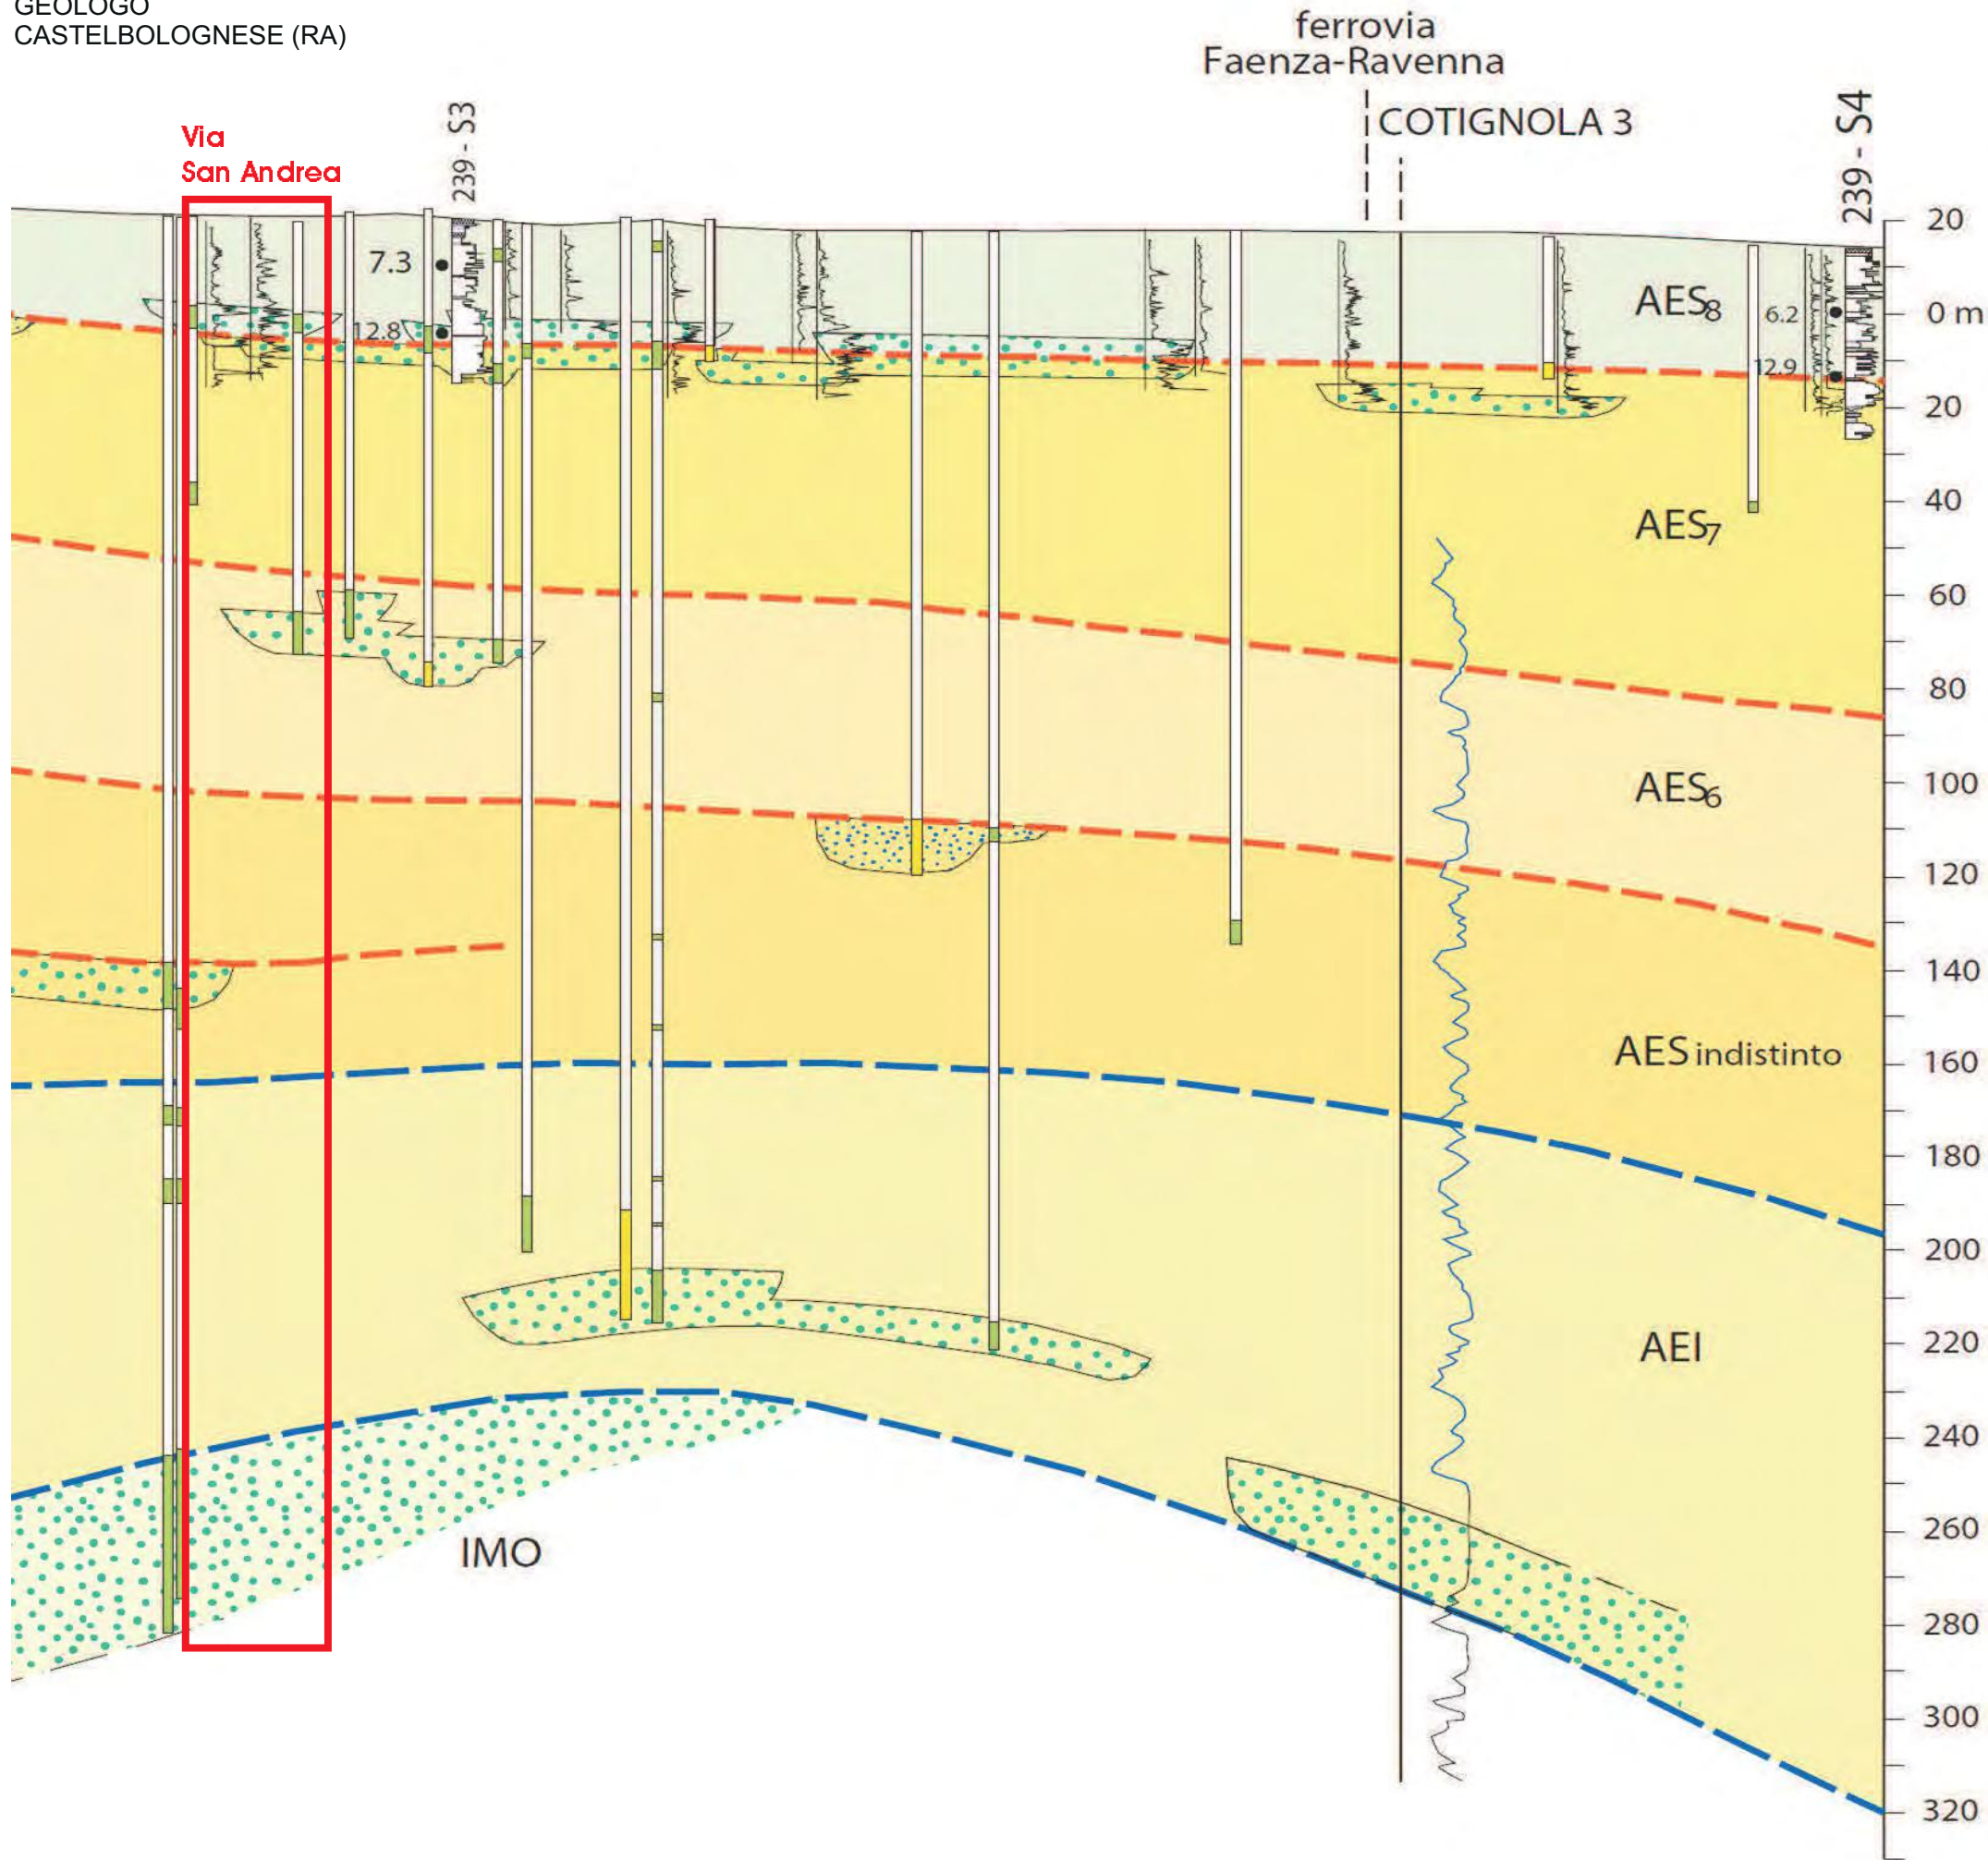 GEOLOGO
CASTELBOLOGNESE (RA)
ferrovia
Faenza-Ravenna
COTIGNOLA 3
239 - S4
239 - S3
Via
San Andrea
20
7.3
AES8
6.2
0 m
12.8
12.9
20
40
AES7
60
80
AES6
100
120
140
AES indistinto
160
180
200
AEI
220
240
IMO
260
280
300
320